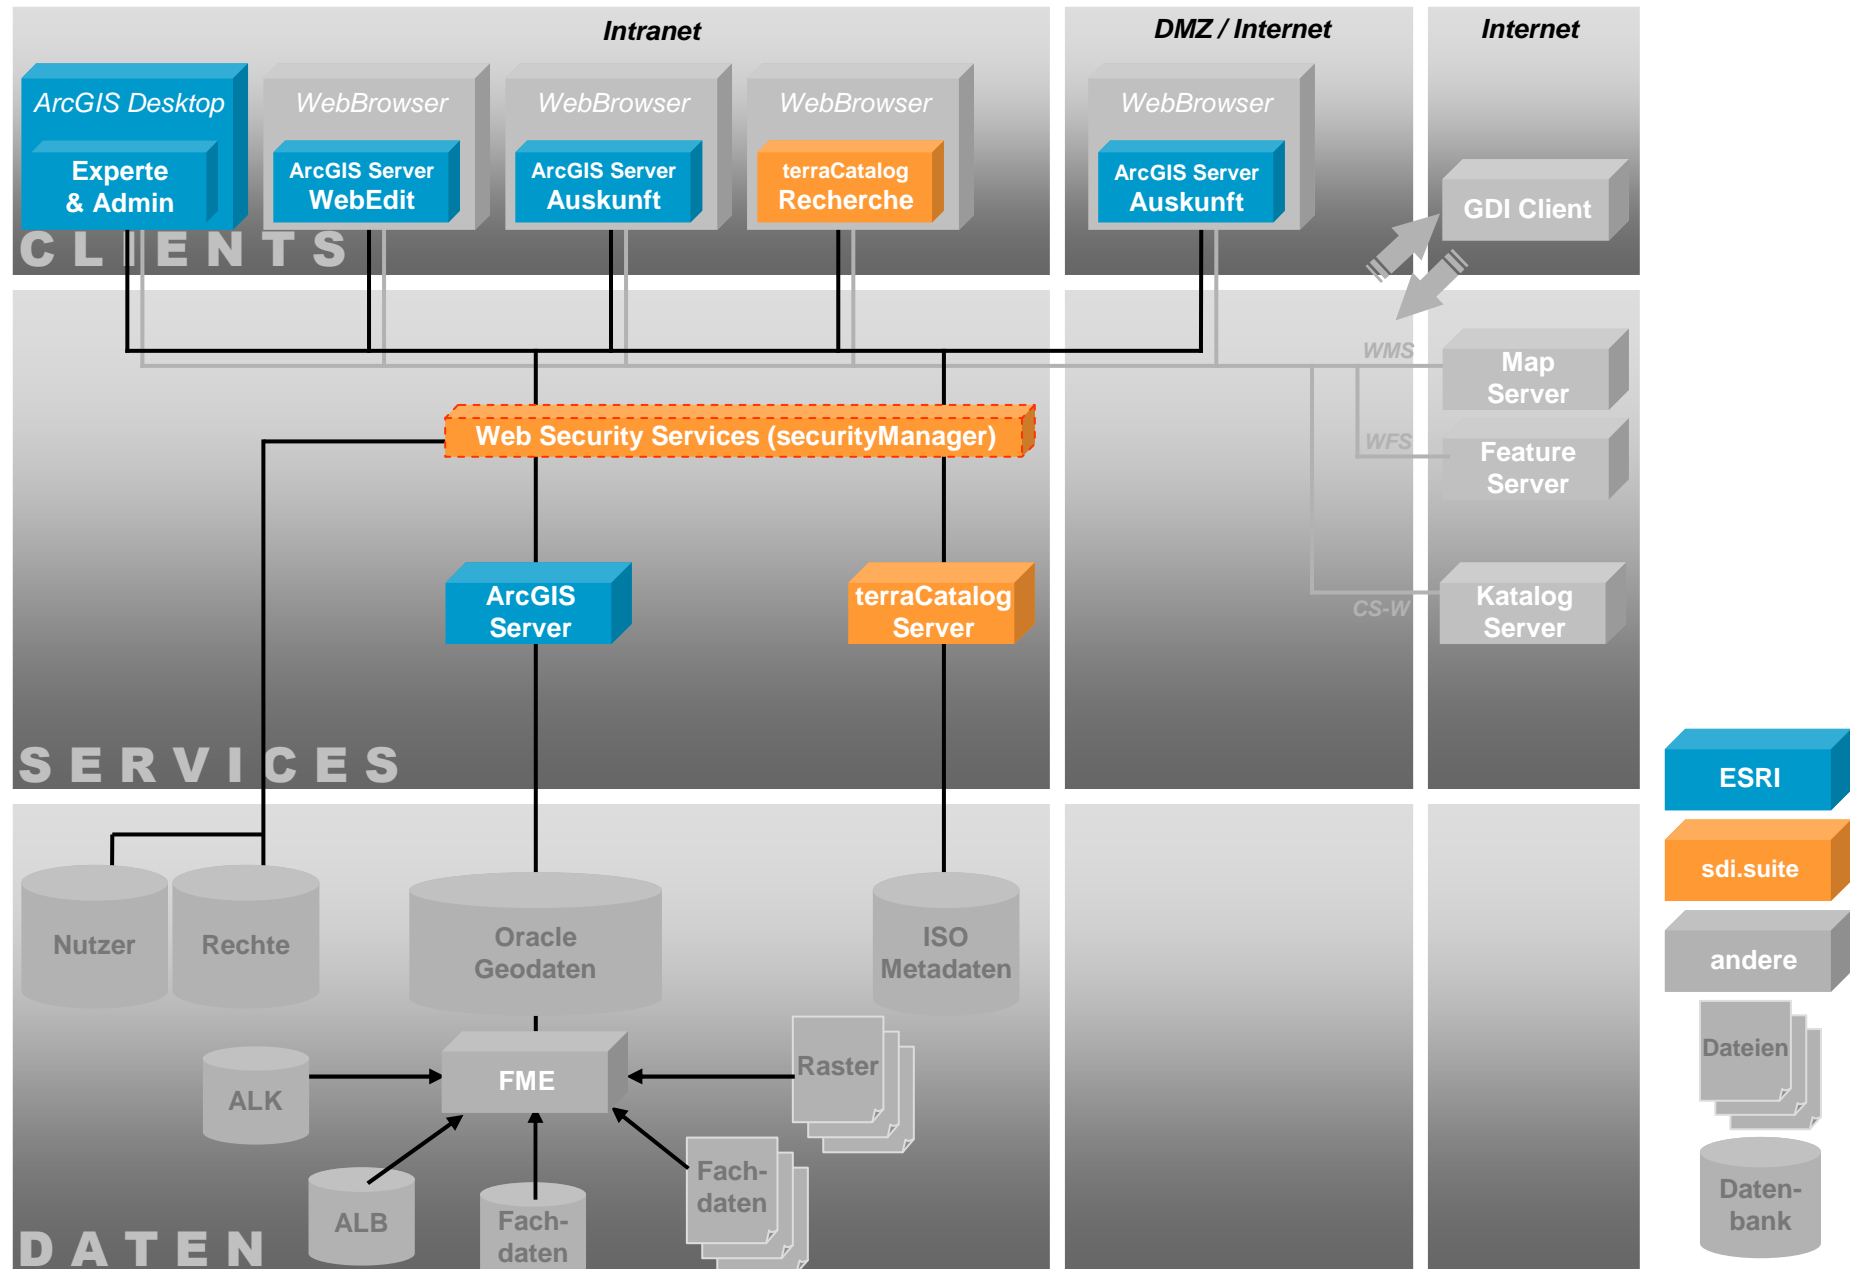 Intranet
DMZ / Internet
Internet
ArcGIS Desktop
Experte
& Admin
WebBrowser
ArcGIS Server
WebEdit
WebBrowser
ArcGIS Server
Auskunft
WebBrowser
terraCatalog
Recherche
WebBrowser
ArcGIS Server
Auskunft
GDI Client
CLIENTS
WMS
Map
Server
Web Security Services (securityManager)
WFS
Feature
Server
ArcGIS
Server
terraCatalog
Server
CS-W
Katalog
Server
SERVICES
ESRI
sdi.suite
andere
Dateien
Daten-
bank
Nutzer
Rechte
Oracle
Geodaten
ISO
Metadaten
ALK
FME
Raster
ALB
Fach-
daten
Fach-
daten
DATEN